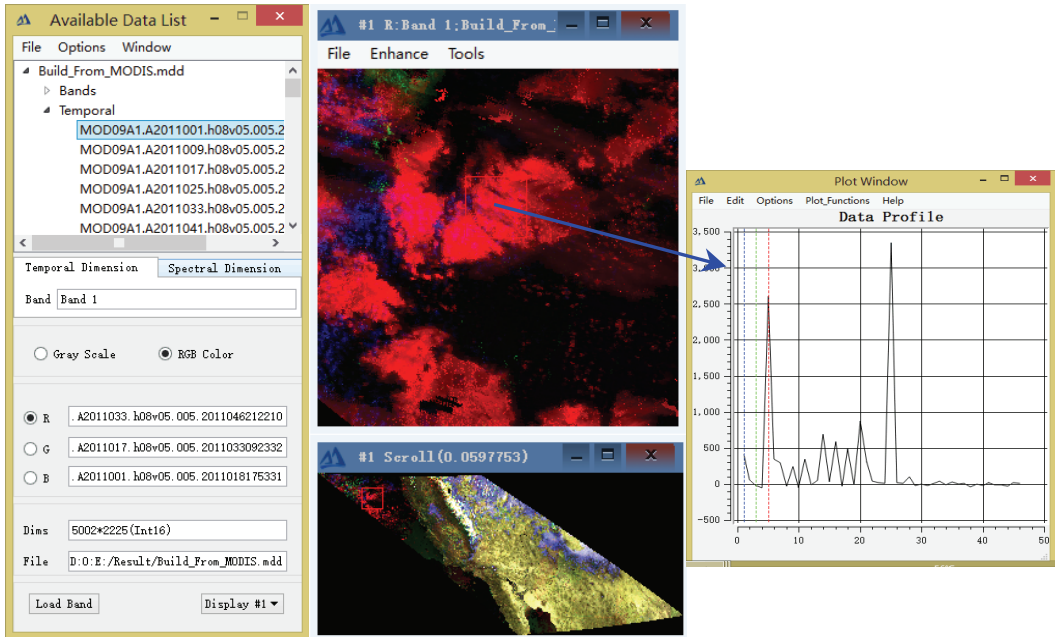 Available Data List
File Options Window
Build_From_MODIS.mdd
Bands
Temporal
MOD09A1.A2011001.h08v05.005.2
MOD09A1.A2011009.h08v05.005.2
MOD09A1.A2011017.h08v05.005.2
MOD09A1.A2011025.h08v05.005.2
MOD09A1.A2011033.h08v05.005.2
MOD09A1.A2011041.h08v05.005.2
Temporal Dimension Spectral Dimension
Band Band 1
Gray Scale RGB Color
R .A2011033.h08v05.005.2011046212210
G .A2011017.h08v05.005.2011033092332
B .A2011001.h08v05.005.2011018175331
Dims 5002*2225(Int16)
File D:0:E:/Result/Build_From_MODIS.mdd
Load Band Display #1
#1 R:Band 1:Build_From_
File Enhance Tools
#1 Scroll(0.0597753)
Plot Window
File Edit Options Plot_Functions Help
Data Profile
3,500
3,000
2,500
2,000
1,500
1,000
500
0
-500
0 10 20 30 40 50